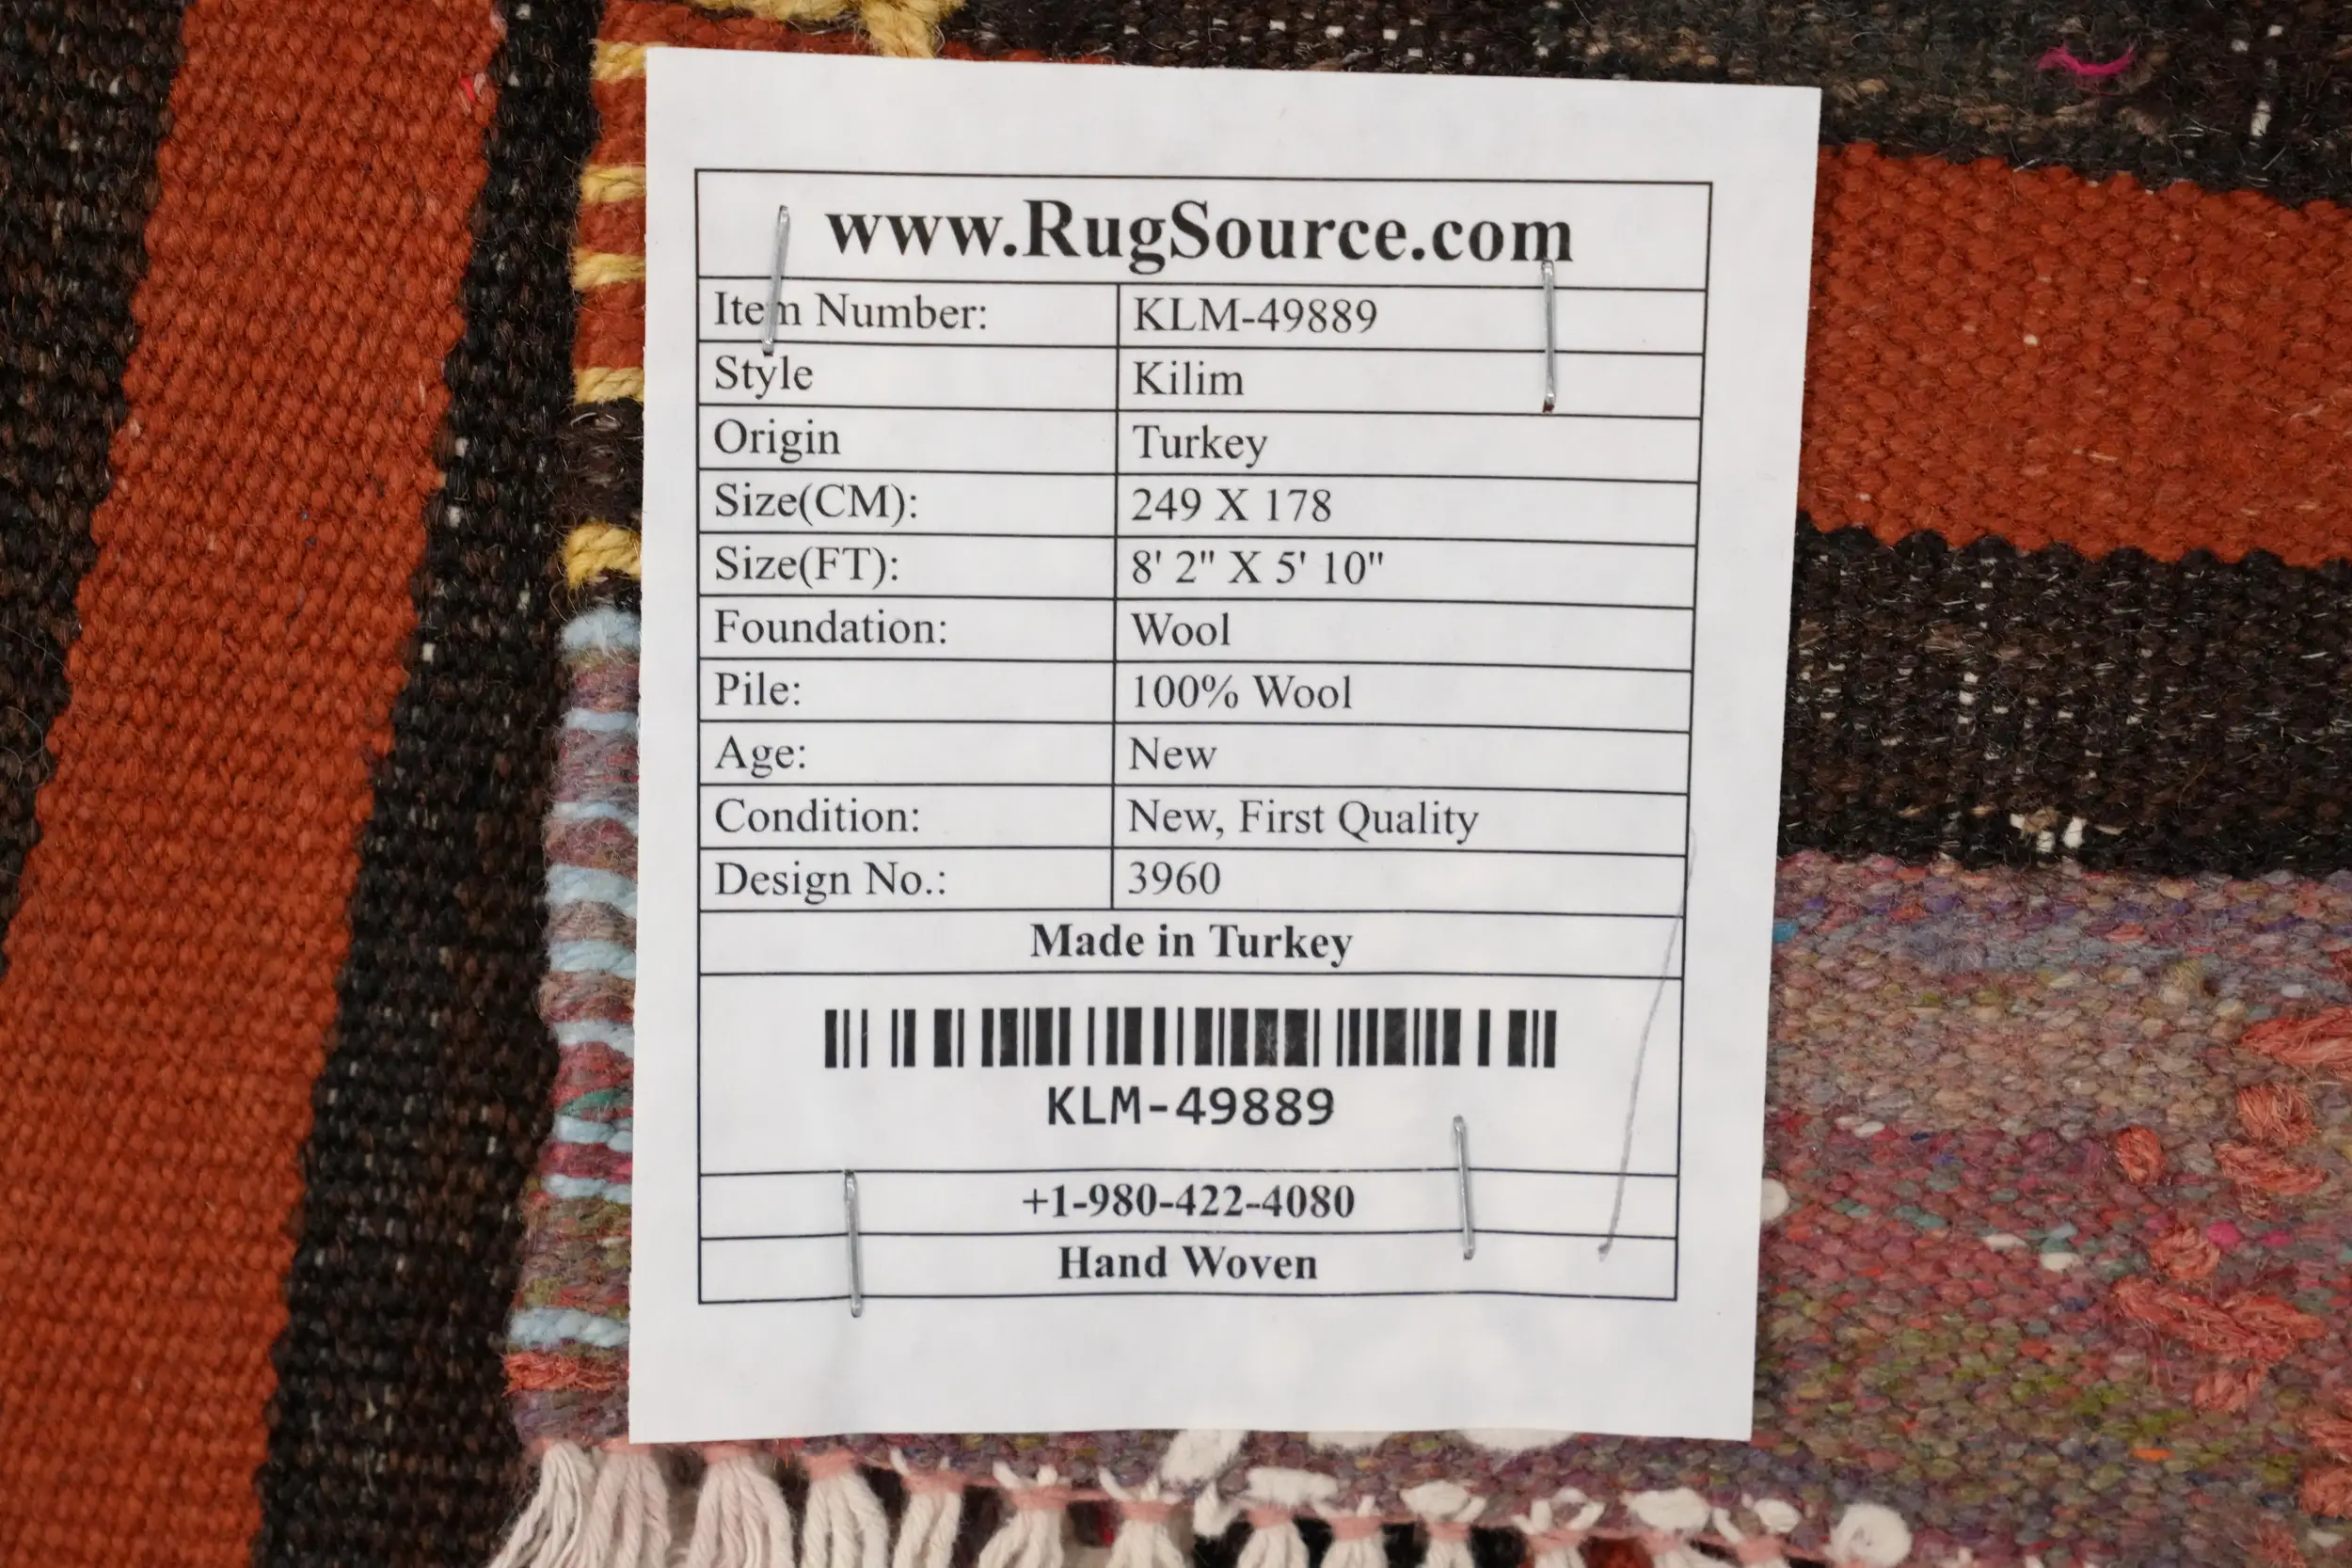 www.RugSource.com
Item Number: KLM-49889
Style Kilim
Origin Turkey
Size(CM): 249 X 178
Size(FT): 8' 2" X 5' 10"
Foundation: Wool
Pile: 100% Wool
Age: New
Condition: New, First Quality
Design No.: 3960
Made in Turkey
KLM-49889
+1-980-422-4080
Hand Woven